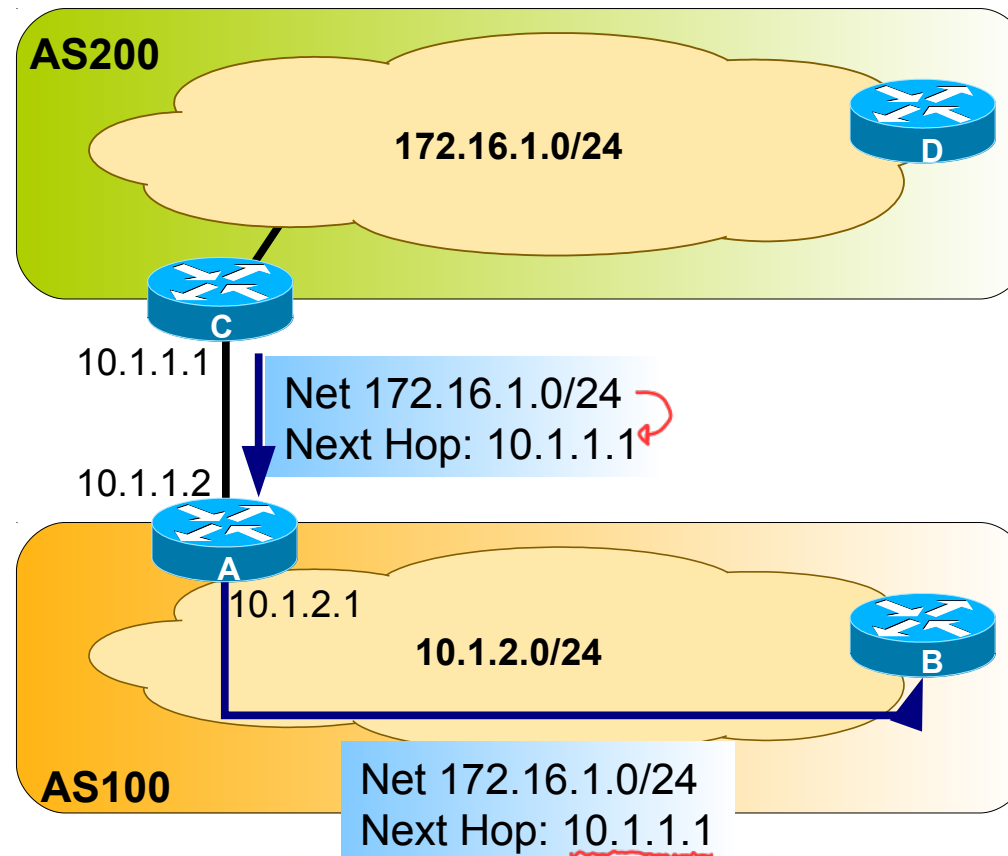 AS200
172.16.1.0/24
D
C
10.1.1.1
Net 172.16.1.0/24
Next Hop: 10.1.1.1
10.1.1.2
A
10.1.2.1
10.1.2.0/24
B
AS100
Net 172.16.1.0/24
Next Hop: 10.1.1.1